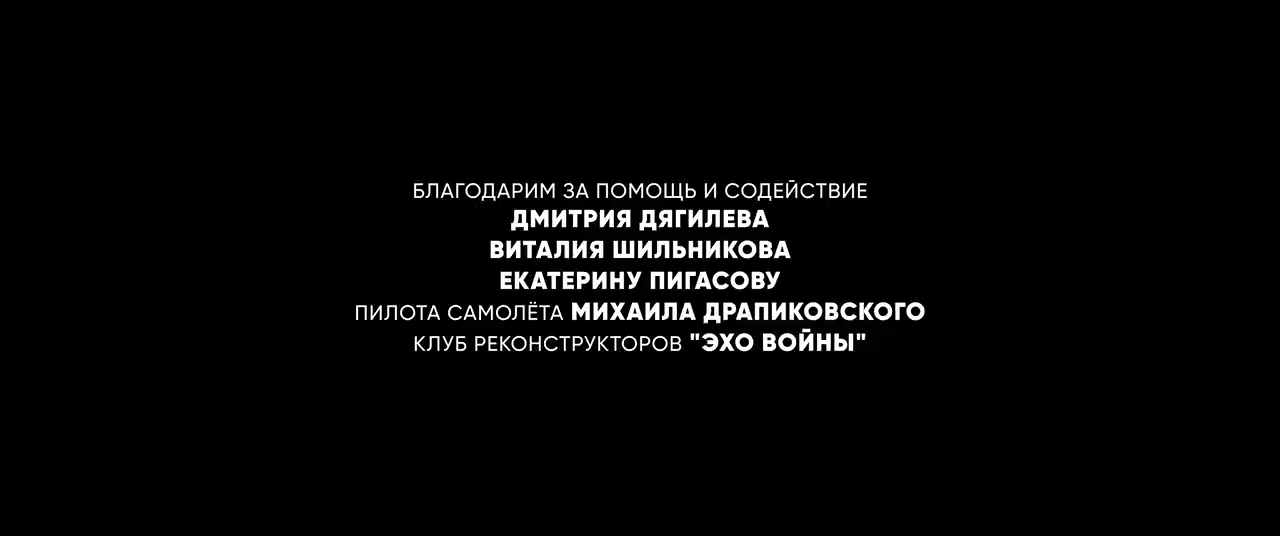 БЛАГОДАРИМ ЗА ПОМОЩЬ И СОДЕЙСТВИЕ
ДМИТРИЯ ДЯГИЛЕВА
ВИТАЛИЯ ШИЛЬНИКОВА
ЕКАТЕРИНУ ПИГАСОВУ
ПИЛОТА САМОЛЁТА МИХАИЛА ДРАПИКОВСКОГО
КЛУБ РЕКОНСТРУКТОРОВ "ЭХО ВОЙНЫ"